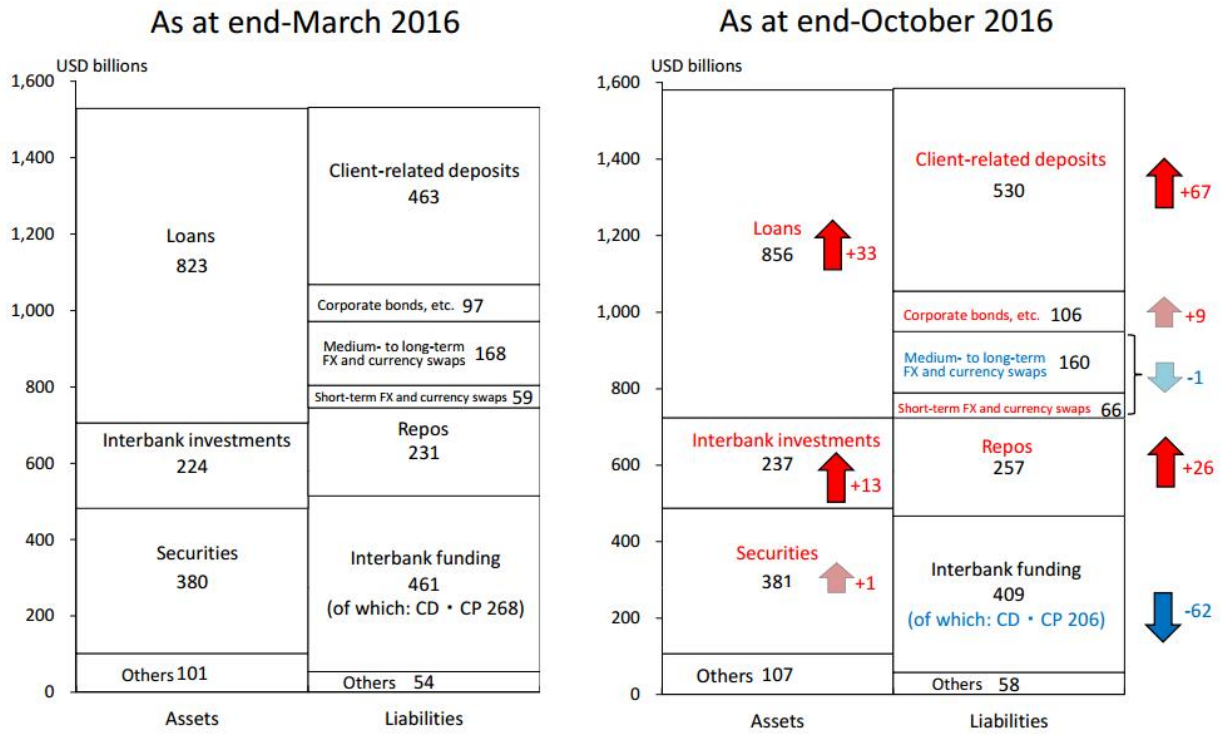 As at end-March 2016
USD billions
1,600
1,400
1,200
1,000
800
600
400
200
0
Loans
823
Interbank investments
224
Securities
380
Others 101
Client-related deposits
463
Corporate bonds, etc. 97
Medium- to long-term
FX and currency swaps 168
Short-term FX and currency swaps 59
Repos
231
Interbank funding
461
(of which: CD・CP 268)
Others 54
Assets
Liabilities
As at end-October 2016
USD billions
1,600
1,400
1,200
1,000
800
600
400
200
0
Loans
856
+33
Interbank investments
237
+13
Securities
381
+1
Others 107
Client-related deposits
530
+67
Corporate bonds, etc. 106
+9
Medium- to long-term
FX and currency swaps 160
Short-term FX and currency swaps 66
-1
Repos
257
+26
Interbank funding
409
(of which: CD・CP 206)
-62
Others 58
Assets
Liabilities